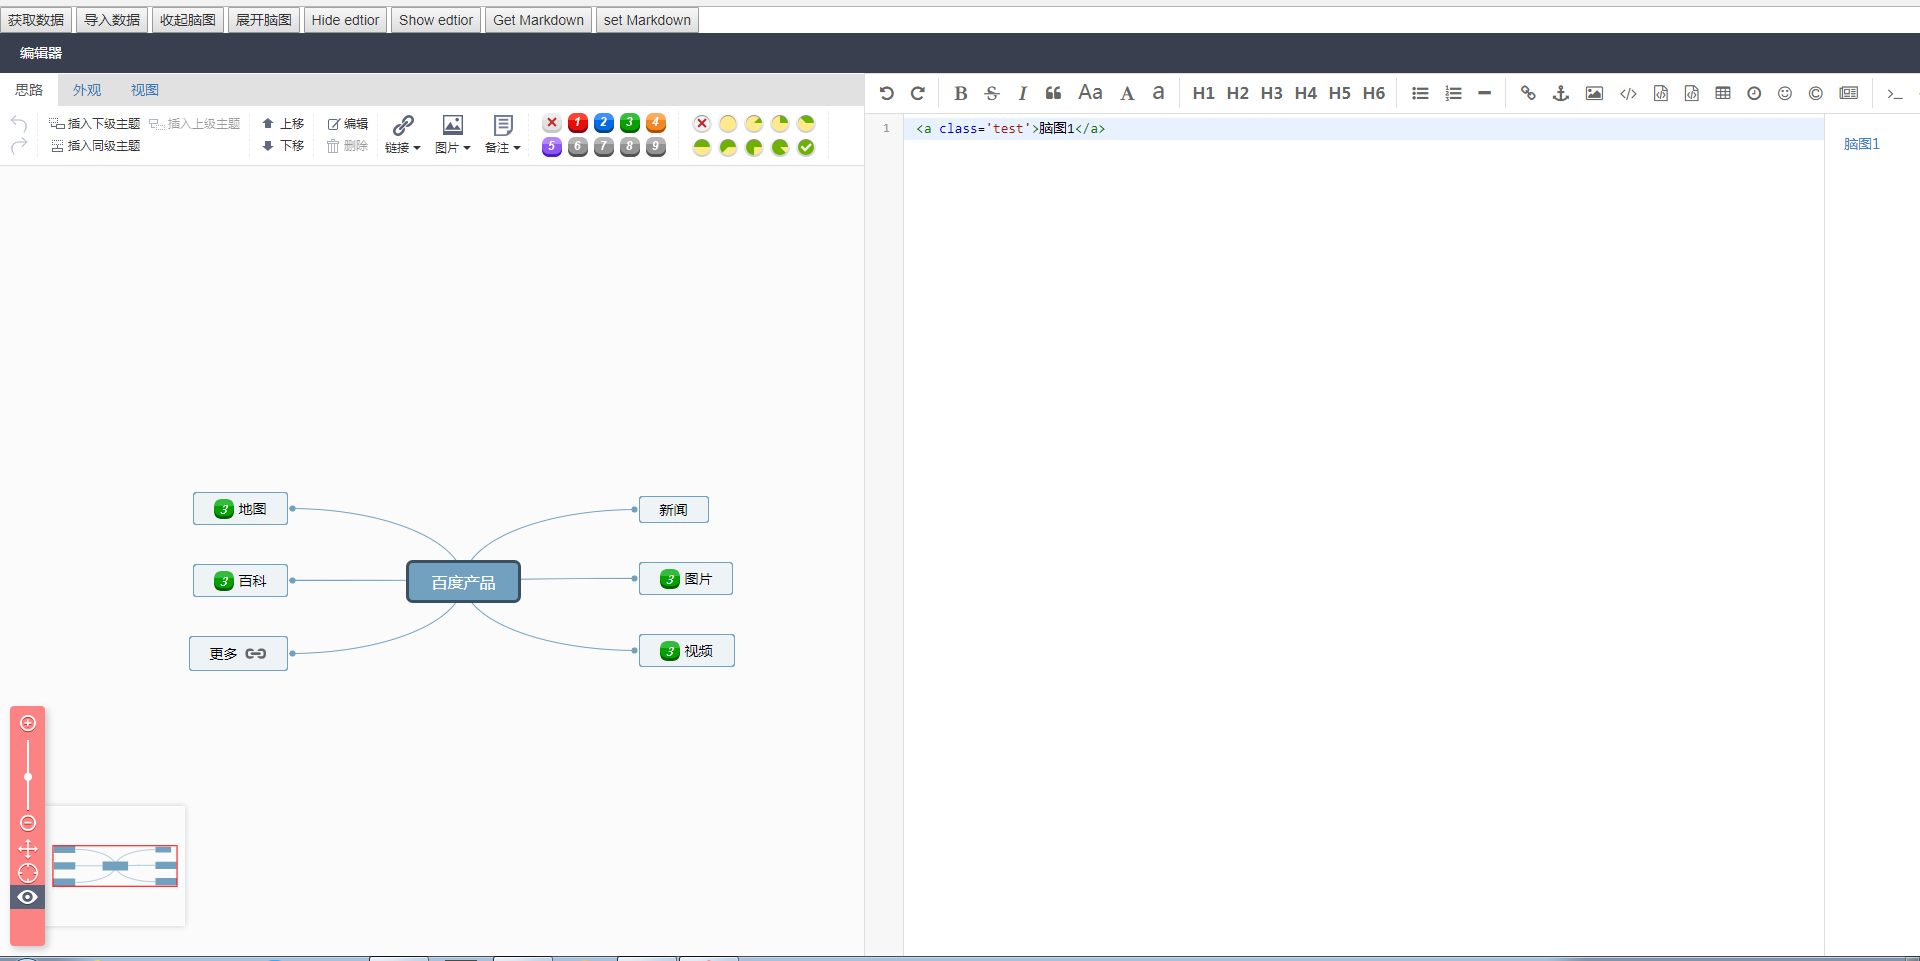 获取数据 导入数据 收起脑图 展开脑图 Hide edtior Show edtior Get Markdown set Markdown
编辑器
思路 外观 视图
插入下级主题 插入上级主题 上移 编辑 1 2 3 4
插入同级主题 下移 删除 链接 图片 备注 5 6 7 8 9
B S I Aa A a H1 H2 H3 H4 H5 H6
1 <a class='test'>脑图1</a>
脑图1
3 地图
新闻
3 百科
百度产品
3 图片
更多
3 视频